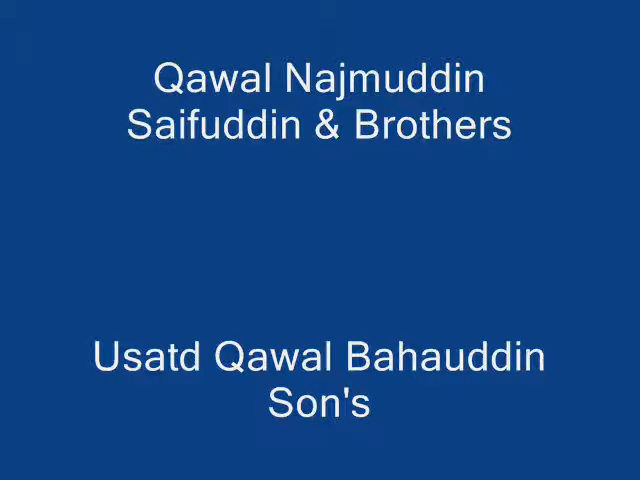 Qawal Najmuddin
Saifuddin & Brothers
Usatd Qawal Bahauddin
Son's